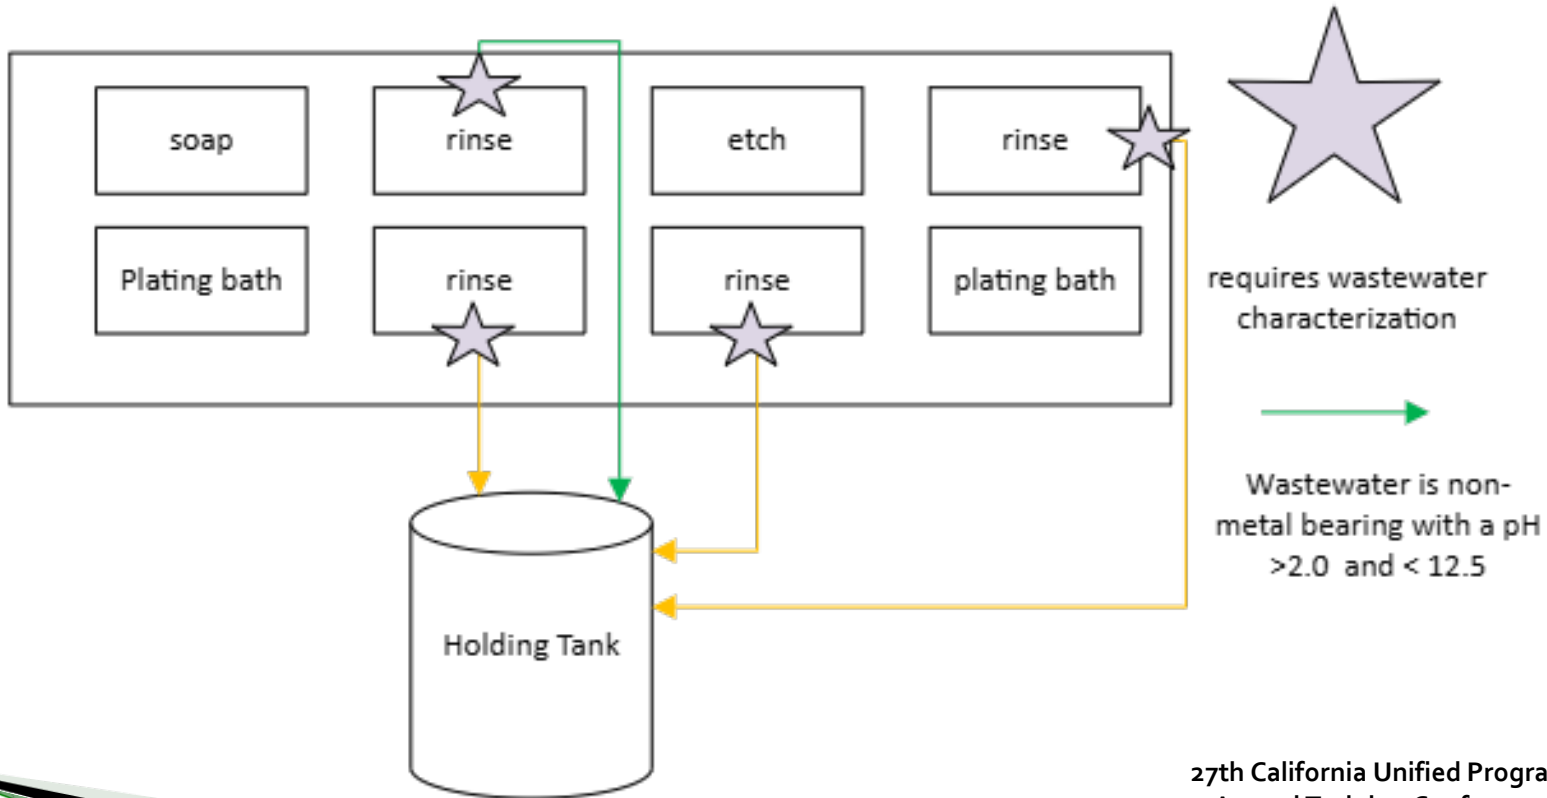 soap
rinse
etch
rinse
Plating bath
rinse
rinse
plating bath
Holding Tank
requires wastewater
characterization
Wastewater is non-
metal bearing with a pH
>2.0 and < 12.5
27th California Unified Progra